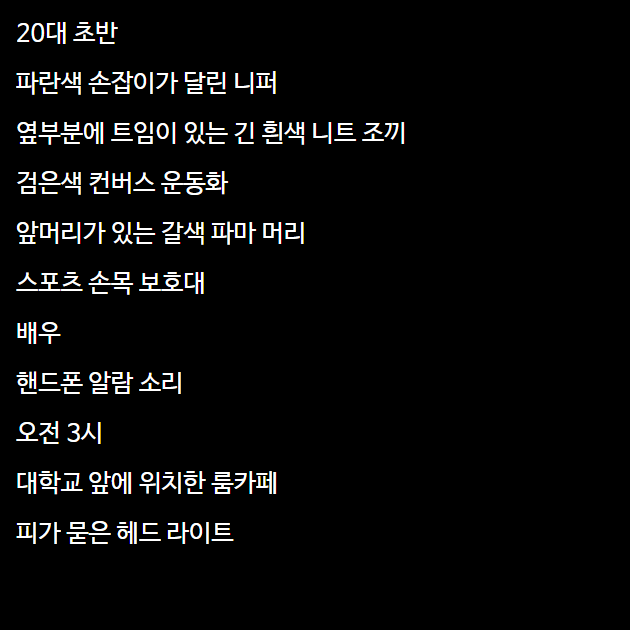 20대 초반
파란색 손잡이가 달린 니퍼
옆부분에 트임이 있는 긴 흰색 니트 조끼
검은색 컨버스 운동화
앞머리가 있는 갈색 파마 머리
스포츠 손목 보호대
배우
핸드폰 알람 소리
오전 3시
대학교 앞에 위치한 룸카페
피가 묻은 헤드 라이트